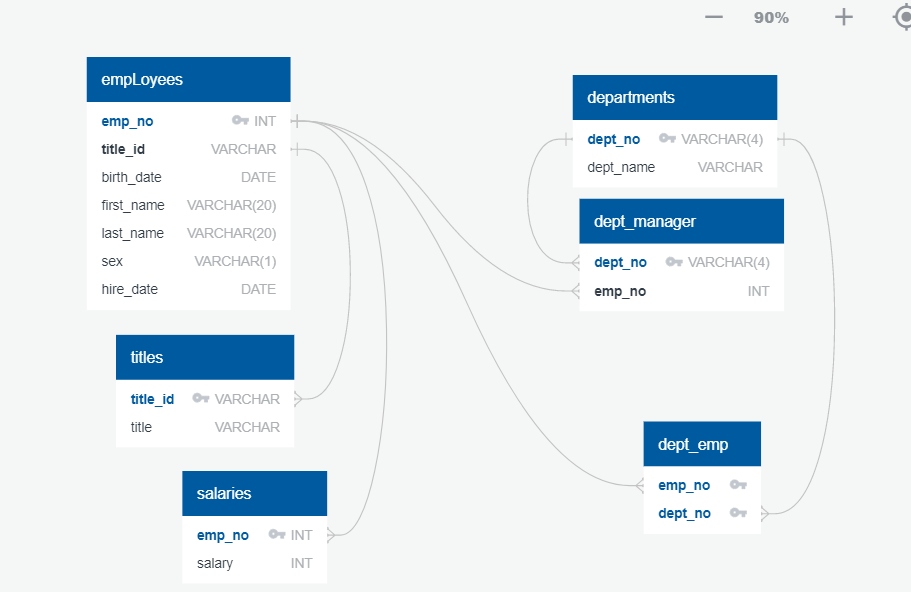 90%
empLoyees
emp_no INT
title_id VARCHAR
birth_date DATE
first_name VARCHAR(20)
last_name VARCHAR(20)
sex VARCHAR(1)
hire_date DATE
titles
title_id VARCHAR
title VARCHAR
salaries
emp_no INT
salary INT
departments
dept_no VARCHAR(4)
dept_name VARCHAR
dept_manager
dept_no VARCHAR(4)
emp_no INT
dept_emp
emp_no
dept_no